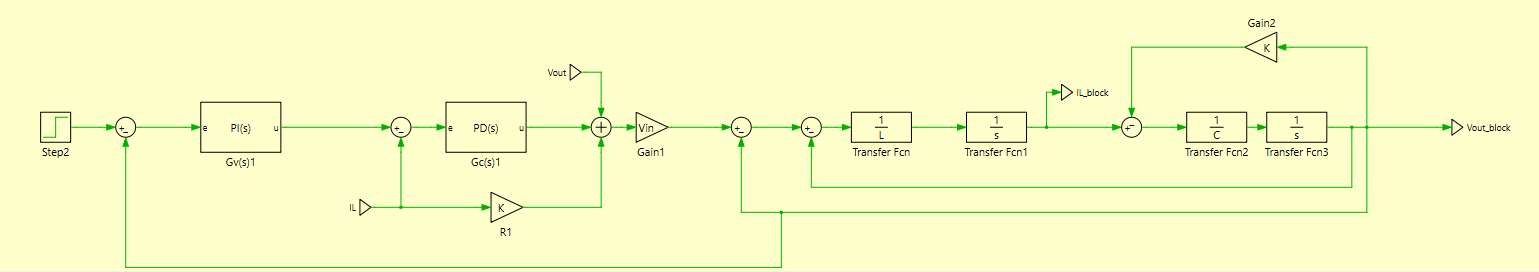 Gain2
K
Vout
IL_block
+
-
e
PI(s)
u
+
-
e
PD(s)
u
+
Vin
+
-
+
-
1
L
1
s
+
-
1
C
1
s
Vout_block
Step2
Gv(s)1
Gc(s)1
Gain1
Transfer Fcn
Transfer Fcn1
Transfer Fcn2
Transfer Fcn3
IL
K
R1